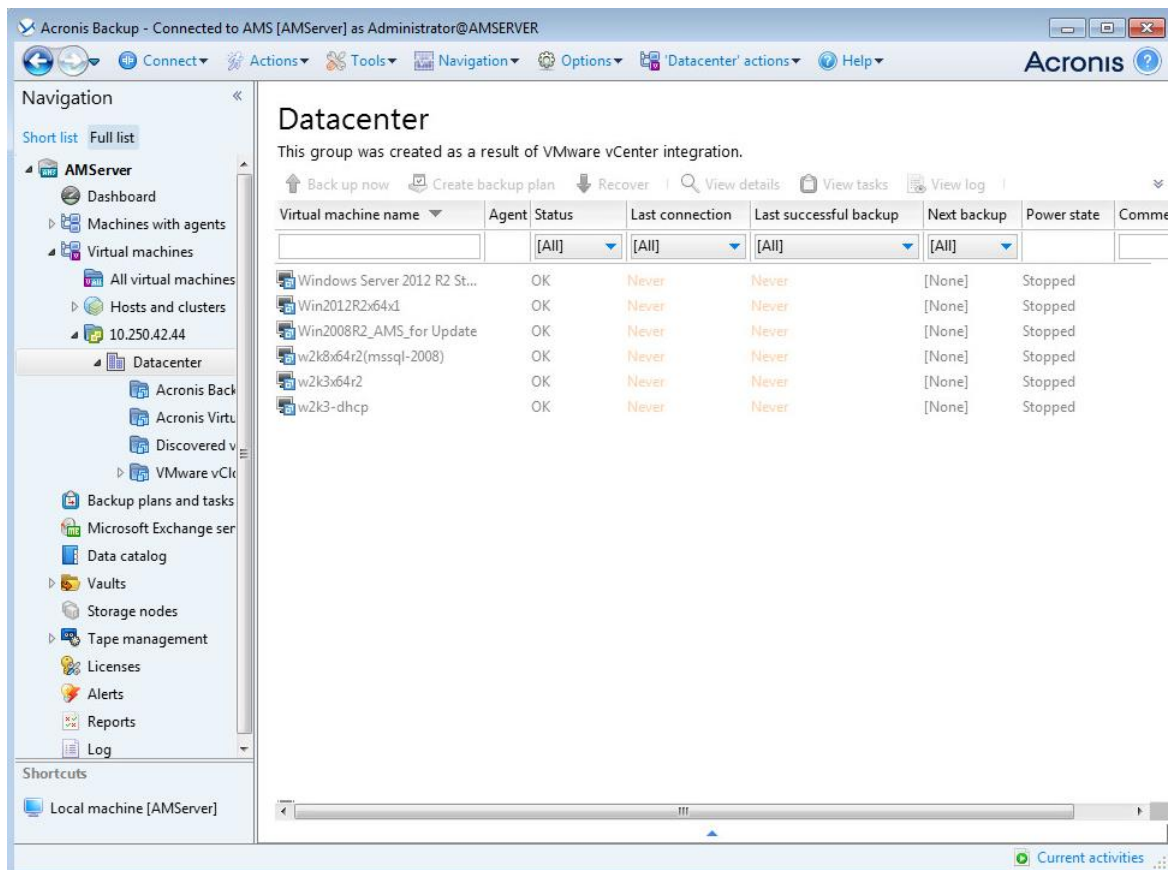 Acronis Backup - Connected to AMS [AMServer] as Administrator@AMSERVER
Connect Actions Tools Navigation Options 'Datacenter' actions Help Acronis
Navigation
Short list Full list
AMServer
Dashboard
Machines with agents
Virtual machines
All virtual machines
Hosts and clusters
10.250.42.44
Datacenter
Acronis Back
Acronis Virtu
Discovered v
VMware vClo
Backup plans and tasks
Microsoft Exchange ser
Data catalog
Vaults
Storage nodes
Tape management
Licenses
Alerts
Reports
Log
Shortcuts
Local machine [AMServer]
Datacenter
This group was created as a result of VMware vCenter integration.
Back up now Create backup plan Recover View details View tasks View log
Virtual machine name Agent Status Last connection Last successful backup Next backup Power state Comme
[All] [All] [All] [All]
Windows Server 2012 R2 St... OK Never Never [None] Stopped
Win2012R2x64x1 OK Never Never [None] Stopped
Win2008R2_AMS_for Update OK Never Never [None] Stopped
w2k8x64r2(mssql-2008) OK Never Never [None] Stopped
w2k3x64r2 OK Never Never [None] Stopped
w2k3-dhcp OK Never Never [None] Stopped
Current activities